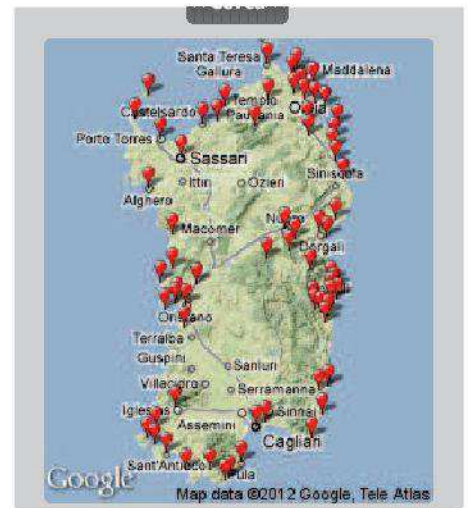 Santa Teresa
Gallura
Maddalena
Castelsardo
Tempio
Pausania
Olbia
Porto Torres
Sassari
Ittiri
Ozieri
Siniscola
Alghero
Nuoro
Macomer
Dorgali
Oristano
Terralba
Guspini
Sanluri
Villacidro
Serramanna
Iglesias
Assemini
Sinnai
Cagliari
Sant'Antioco
Pula
Google
Map data ©2012 Google, Tele Atlas